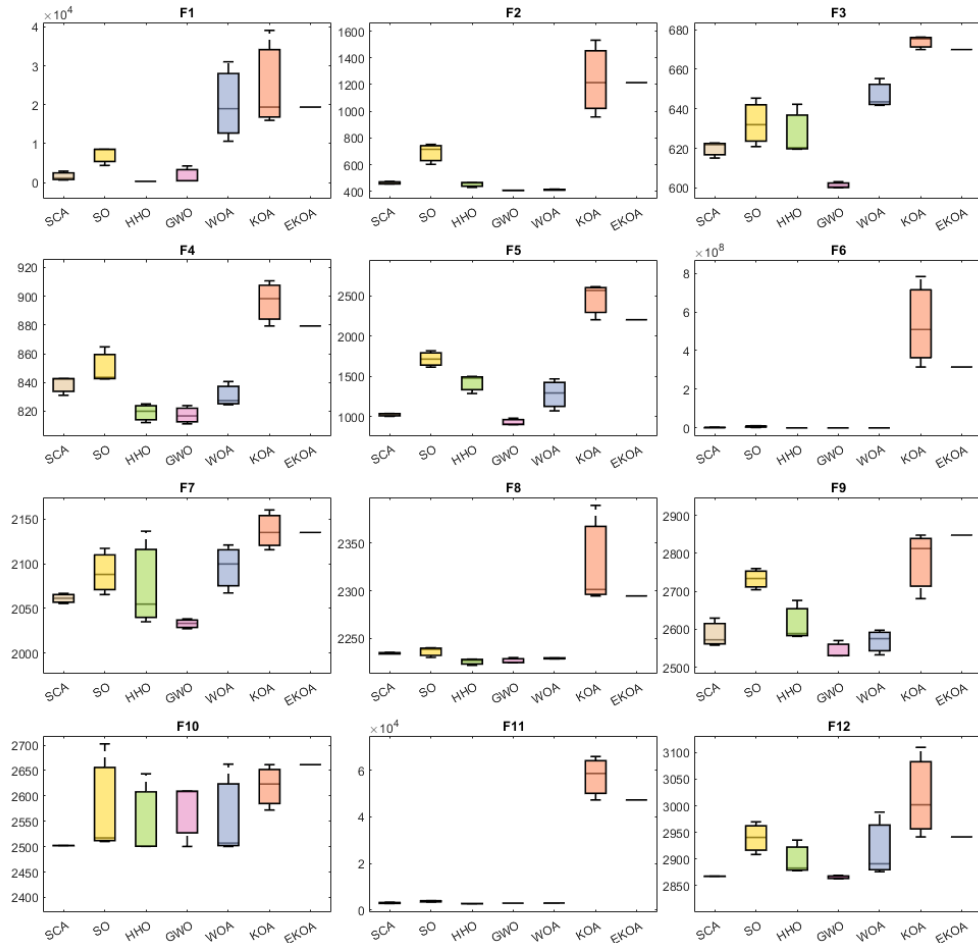 F1
×10⁴
4
3
2
1
0
SCA SO HHO GWO WOA KOA EKOA
F2
1600
1400
1200
1000
800
600
400
SCA SO HHO GWO WOA KOA EKOA
F3
680
660
640
620
600
SCA SO HHO GWO WOA KOA EKOA
F4
920
900
880
860
840
820
SCA SO HHO GWO WOA KOA EKOA
F5
2500
2000
1500
1000
SCA SO HHO GWO WOA KOA EKOA
F6
×10⁸
8
6
4
2
0
SCA SO HHO GWO WOA KOA EKOA
F7
2150
2100
2050
2000
SCA SO HHO GWO WOA KOA EKOA
F8
2350
2300
2250
SCA SO HHO GWO WOA KOA EKOA
F9
2900
2800
2700
2600
2500
SCA SO HHO GWO WOA KOA EKOA
F10
2700
2650
2600
2550
2500
2450
2400
SCA SO HHO GWO WOA KOA EKOA
F11
×10⁴
6
4
2
0
SCA SO HHO GWO WOA KOA EKOA
F12
3100
3050
3000
2950
2900
2850
SCA SO HHO GWO WOA KOA EKOA